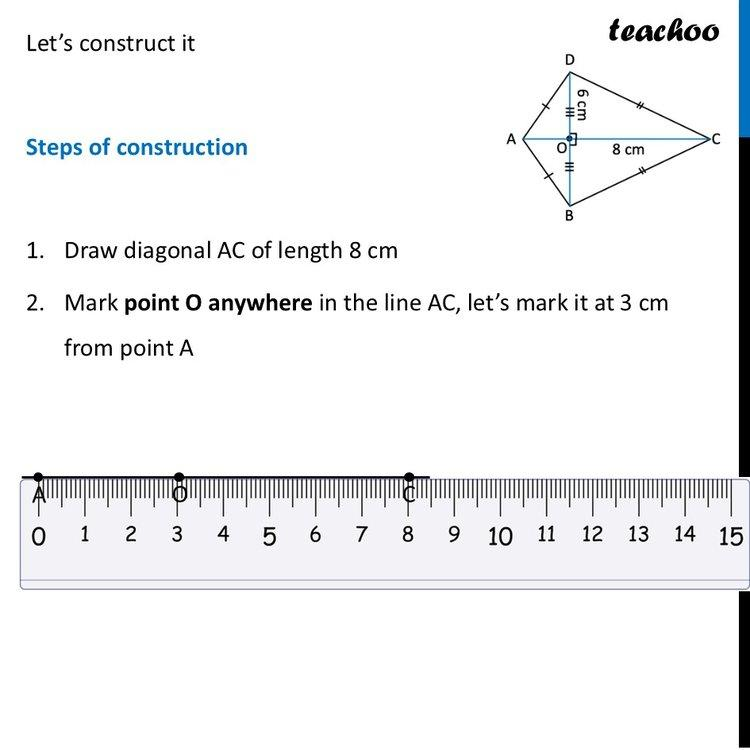 Let’s construct it
teachoo
D
6 cm
A
O
8 cm
C
B
Steps of construction
1. Draw diagonal AC of length 8 cm
2. Mark point O anywhere in the line AC, let’s mark it at 3 cm
from point A
A O C
0 1 2 3 4 5 6 7 8 9 10 11 12 13 14 15